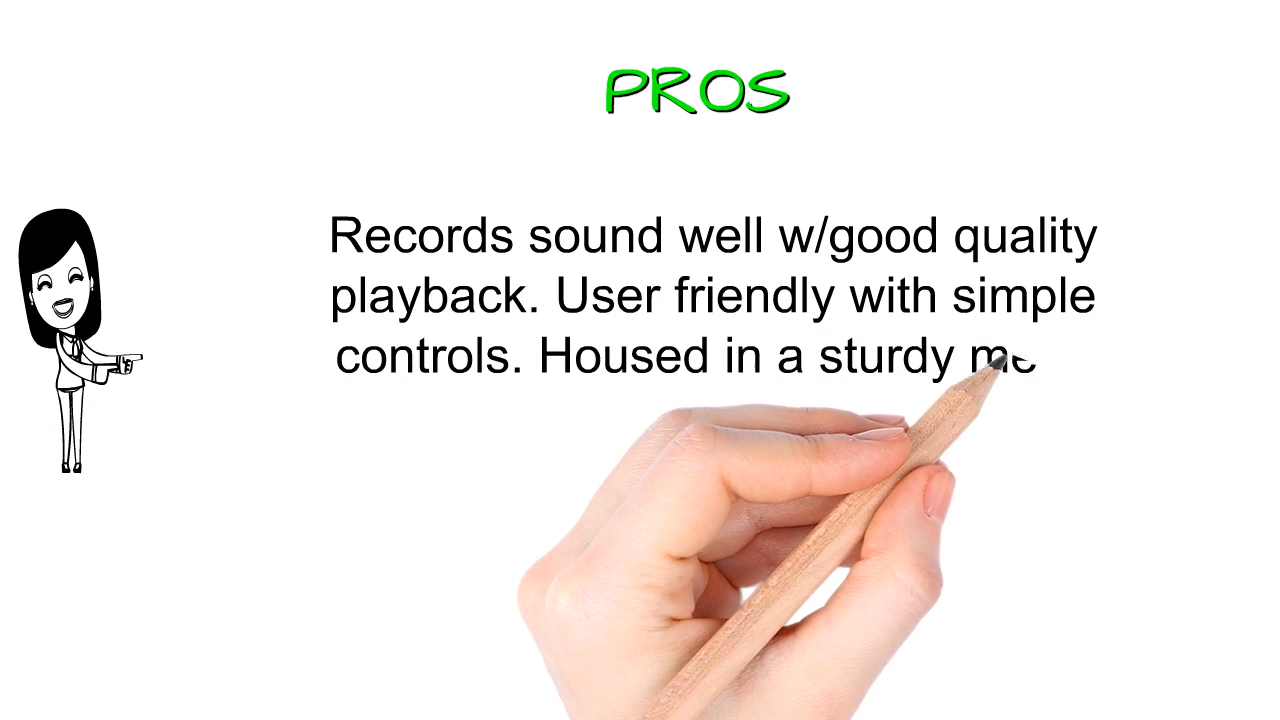 PROS
Records sound well w/good quality
playback. User friendly with simple
controls. Housed in a sturdy